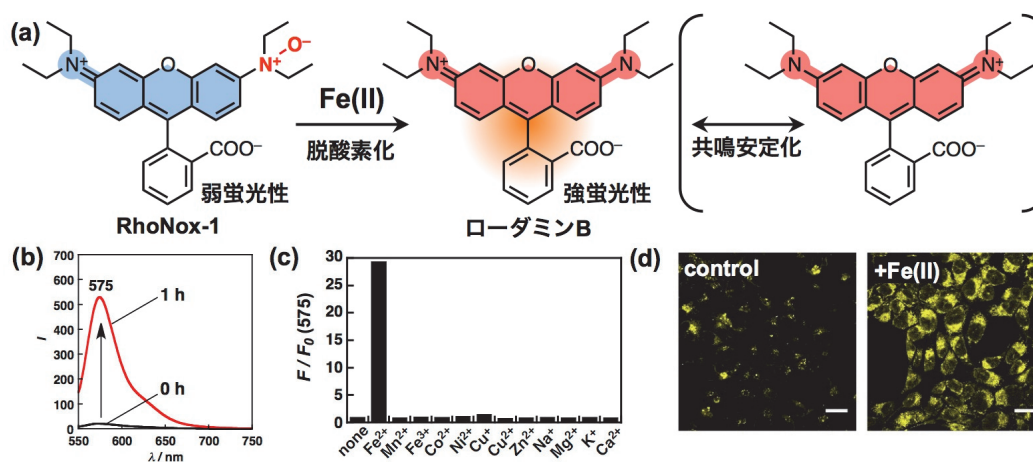 (a)
N⁺
O⁻
N⁺
O
COO⁻
弱蛍光性
RhoNox-1
Fe(II)
脱酸素化
N⁺
O
N
COO⁻
強蛍光性
ローダミンB
共鳴安定化
N
O
N⁺
COO⁻
(b)
700
600
500
400
300
200
100
0
I
575
1 h
0 h
550
600
650
700
750
λ / nm
(c)
30
25
20
15
10
5
0
F / F₀ (575)
none
Fe²⁺
Mn²⁺
Fe³⁺
Co²⁺
Ni²⁺
Cu⁺
Cu²⁺
Zn²⁺
Na⁺
Mg²⁺
K⁺
Ca²⁺
(d)
control
+Fe(II)